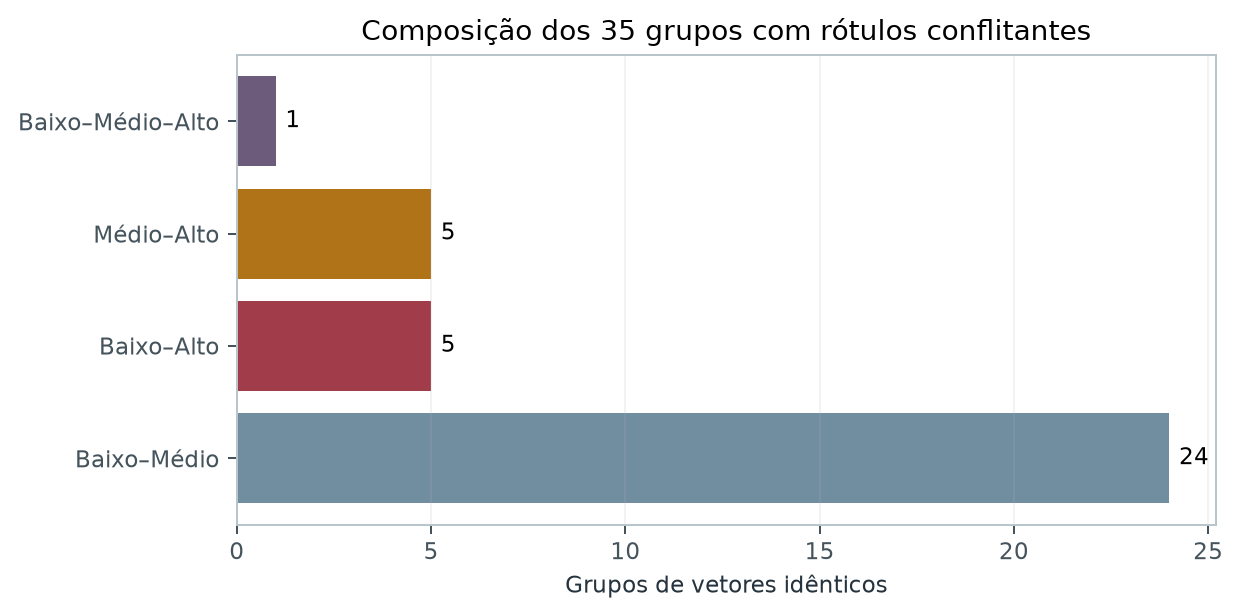 Composição dos 35 grupos com rótulos conflitantes
Baixo–Médio–Alto
1
Médio–Alto
5
Baixo–Alto
5
Baixo–Médio
24
0 5 10 15 20 25
Grupos de vetores idênticos